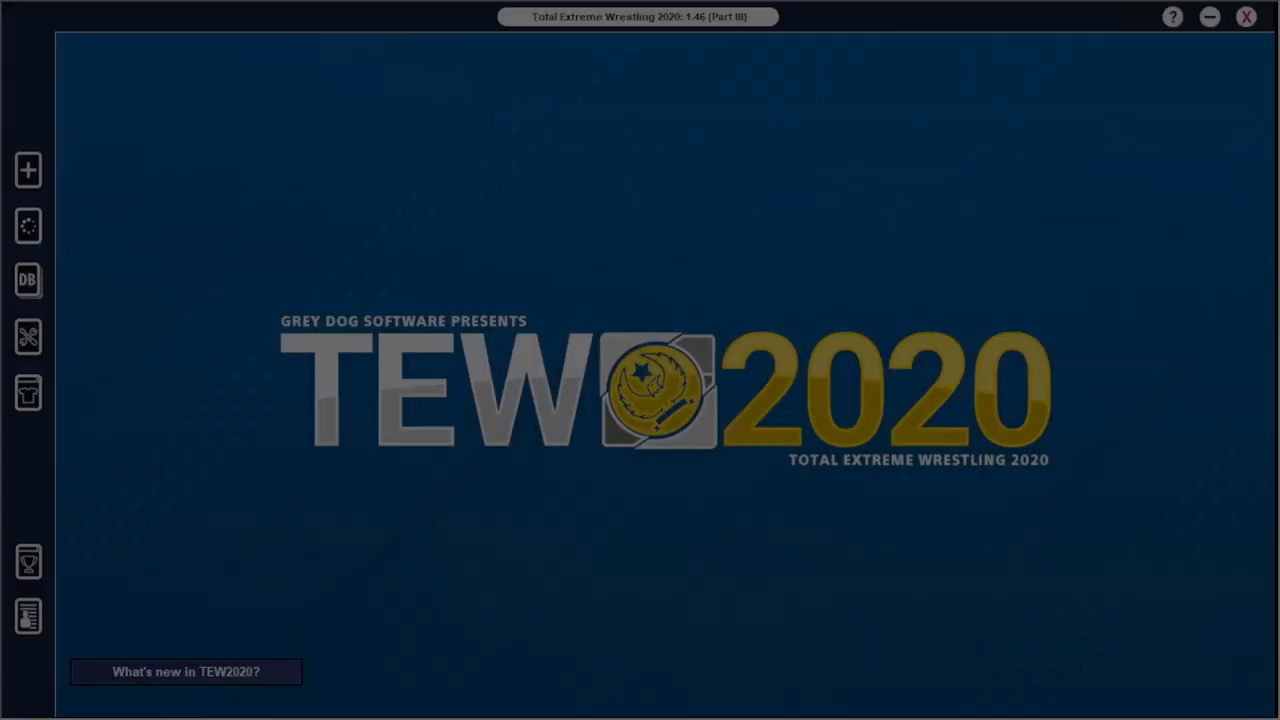 Total Extreme Wrestling 2020: 1.46 (Part III)
?
X
DB
GREY DOG SOFTWARE PRESENTS
TEW 2020
TOTAL EXTREME WRESTLING 2020
What's new in TEW2020?